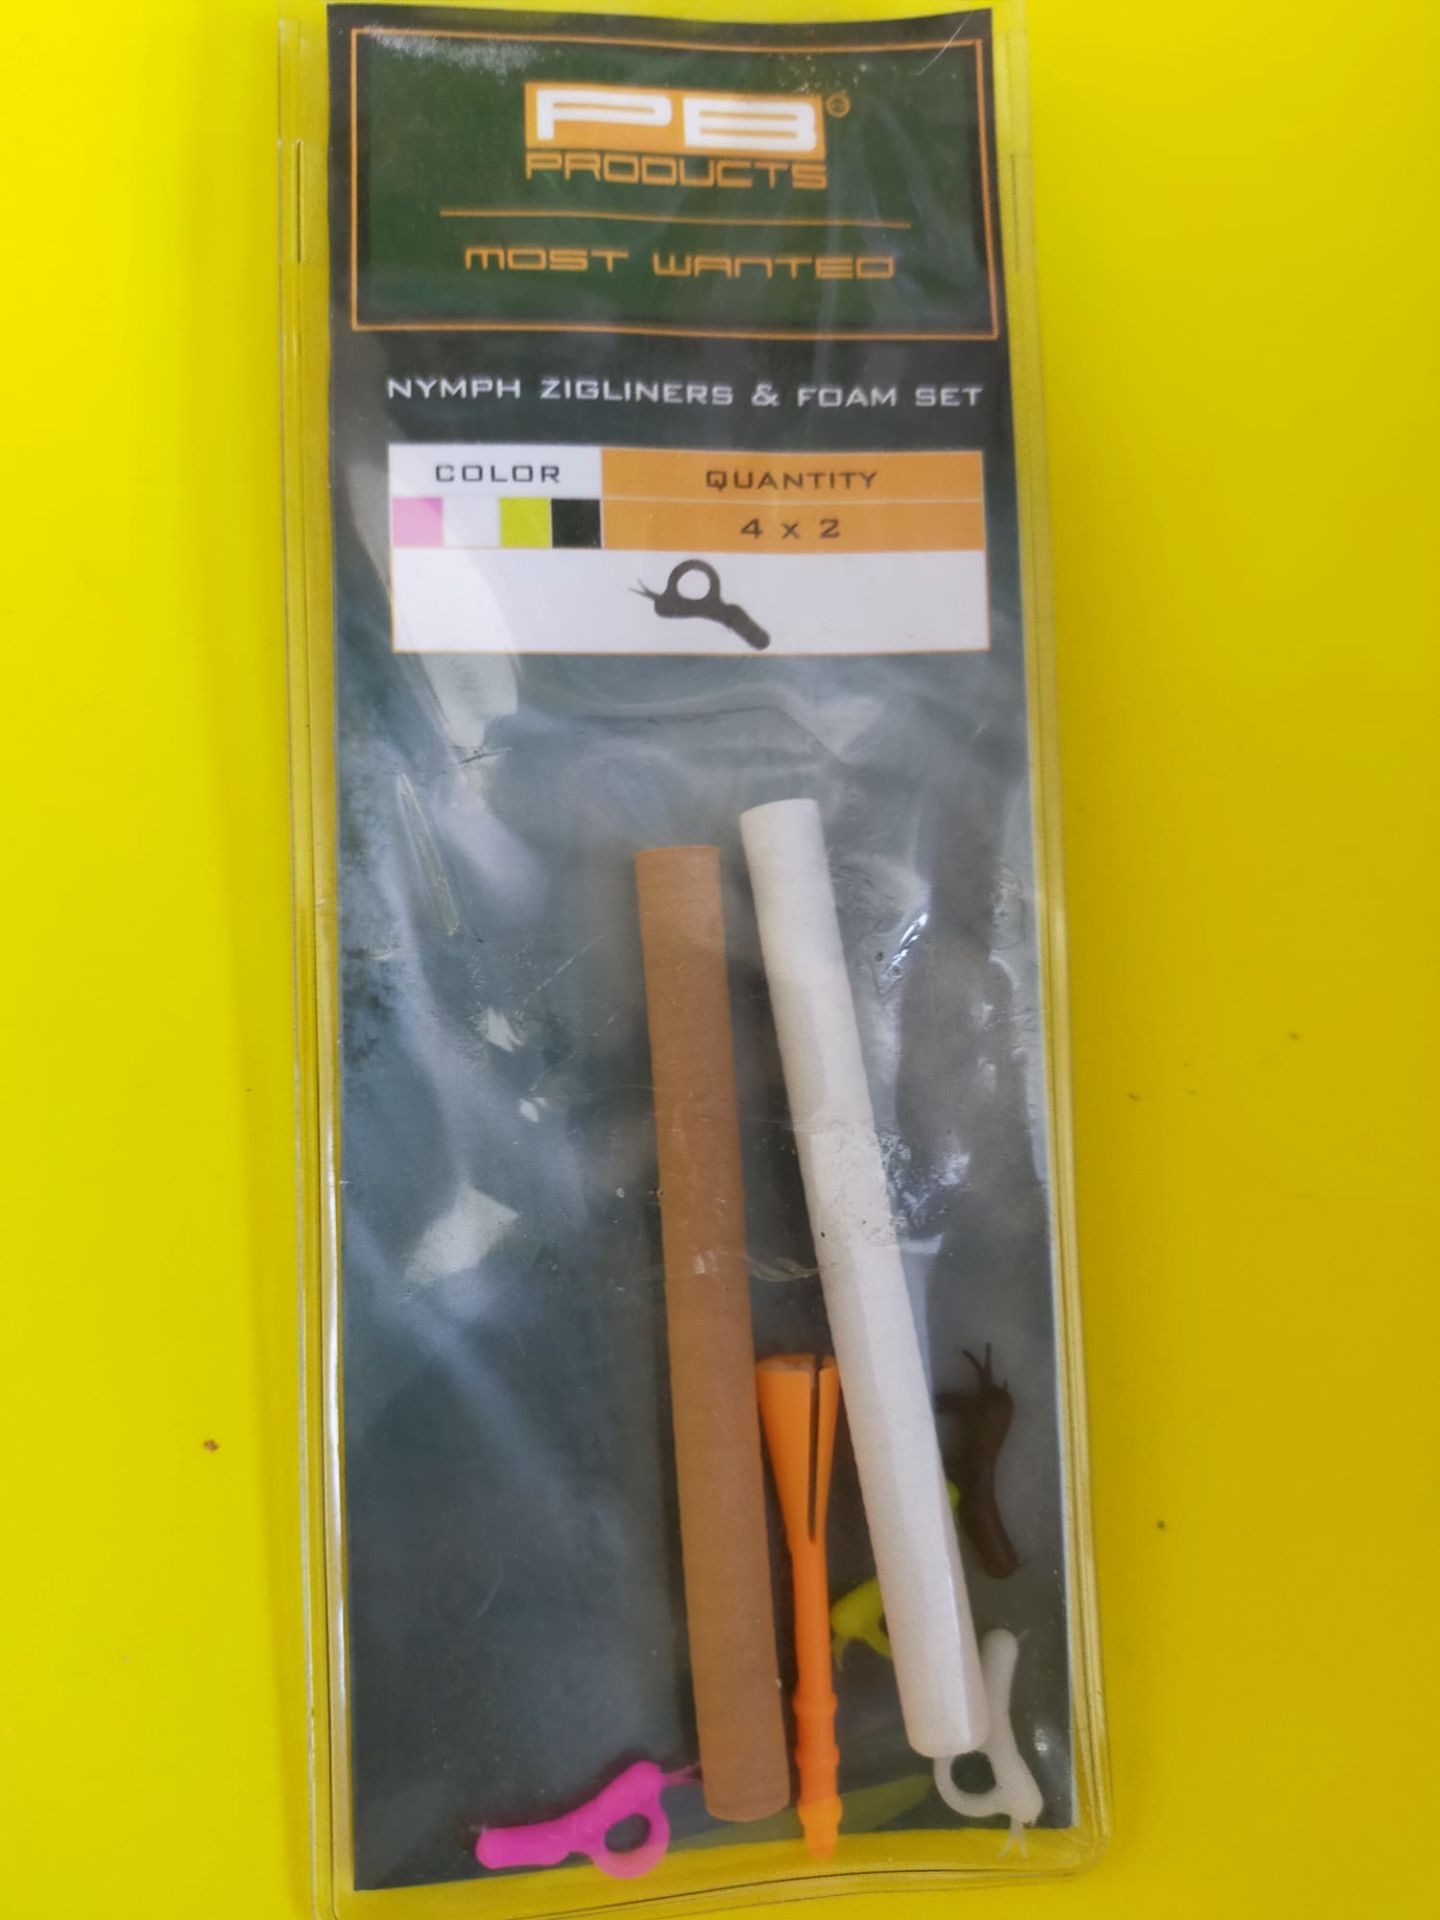 PB®
PRODUCTS
MOST WANTED
NYMPH ZIGLINERS & FOAM SET
COLOR QUANTITY
4 x 2